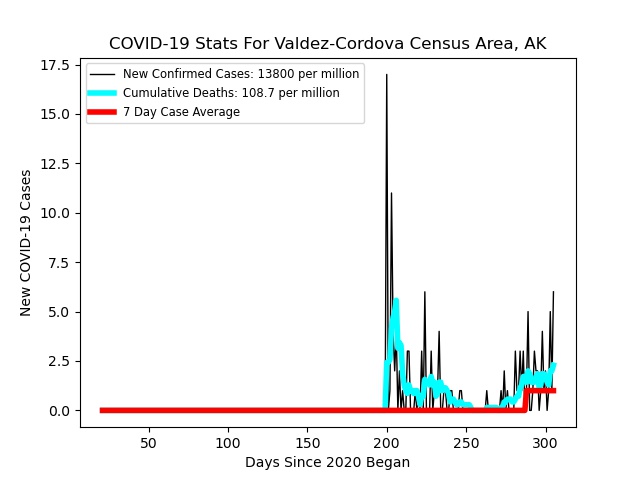 COVID-19 Stats For Valdez-Cordova Census Area, AK
New Confirmed Cases: 13800 per million
Cumulative Deaths: 108.7 per million
7 Day Case Average
New COVID-19 Cases
17.5
15.0
12.5
10.0
7.5
5.0
2.5
0.0
50 100 150 200 250 300
Days Since 2020 Began